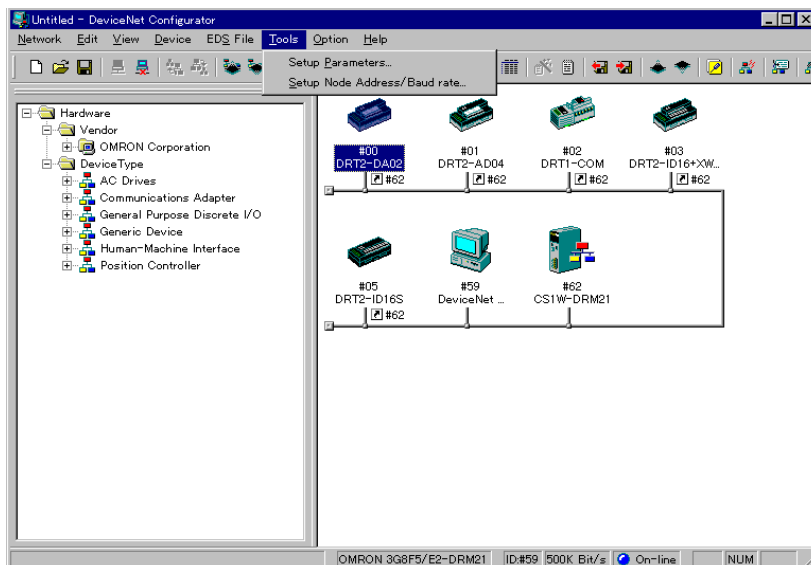 Untitled - DeviceNet Configurator
Network Edit View Device EDS File Tools Option Help
Setup Parameters...
Setup Node Address/Baud rate...
Hardware
Vendor
OMRON Corporation
DeviceType
AC Drives
Communications Adapter
General Purpose Discrete I/O
Generic Device
Human-Machine Interface
Position Controller
#00 #01 #02 #03
DRT2-DA02 DRT2-AD04 DRT1-COM DRT2-ID16+XW...
#62 #62 #62 #62
#05 #59 #62
DRT2-ID16S DeviceNet ... CS1W-DRM21
#62
OMRON 3G8F5/E2-DRM21 ID:#59 500K Bit/s On-line NUM